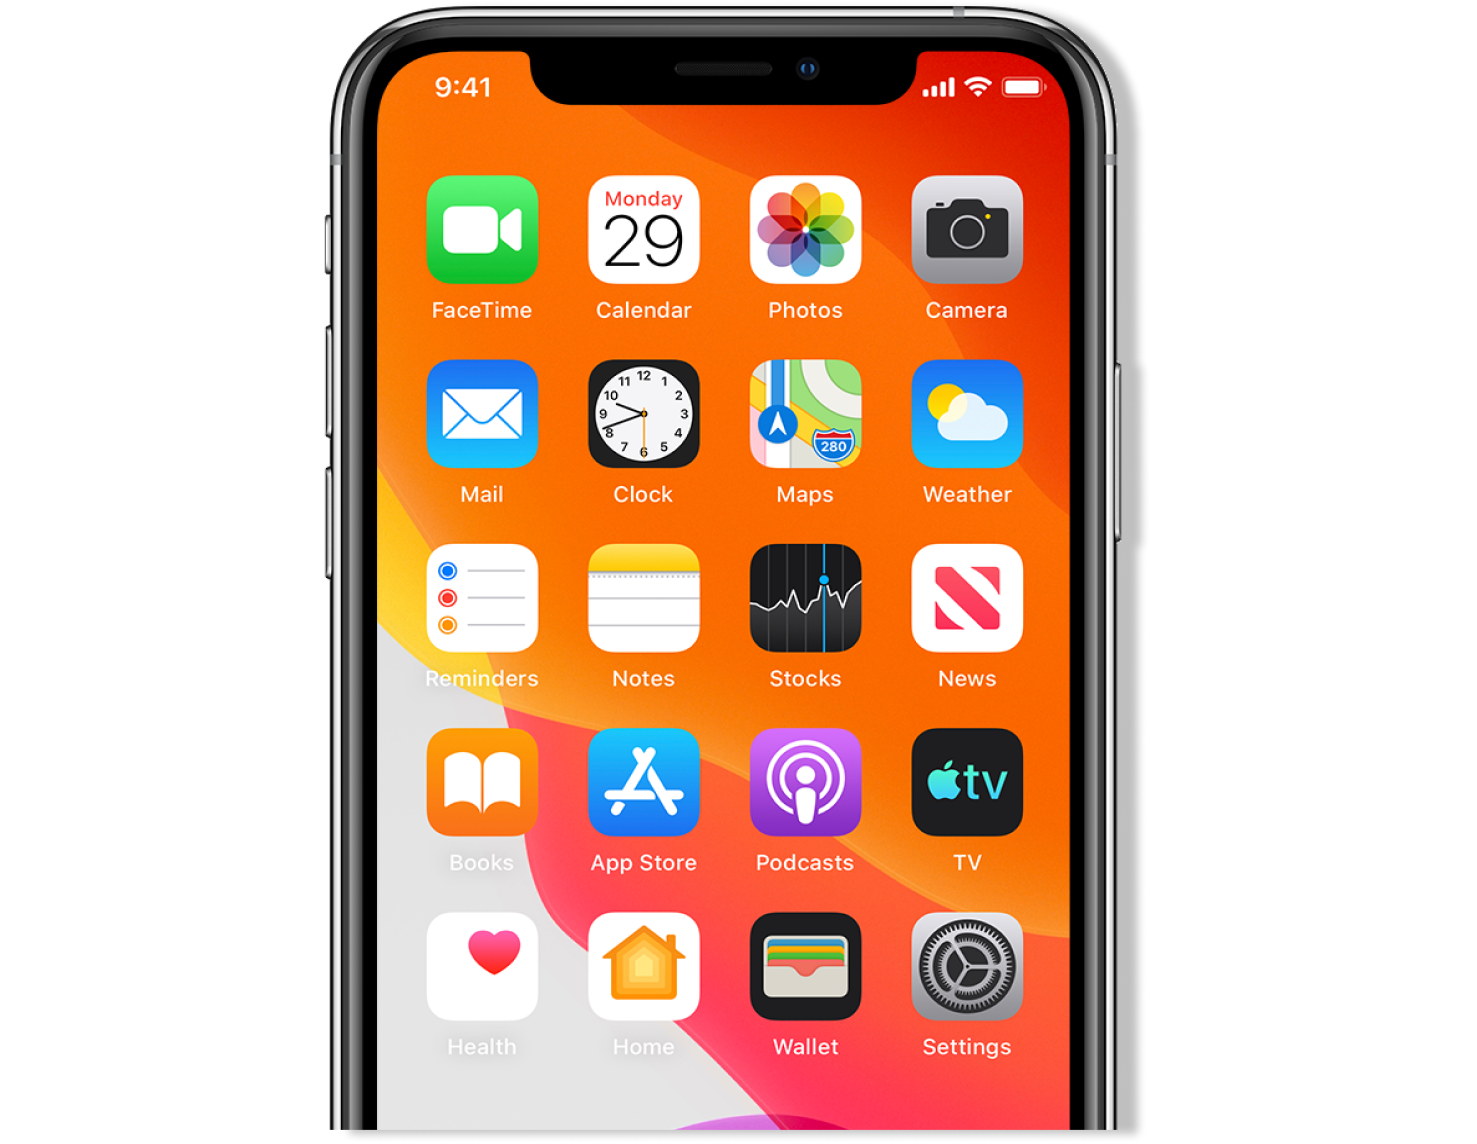 9:41
Monday
29
FaceTime Calendar Photos Camera
12
11 1
10 2
9 3
8 4
7 5
6
280
Mail Clock Maps Weather
Reminders Notes Stocks News
tv
Books App Store Podcasts TV
Health Home Wallet Settings